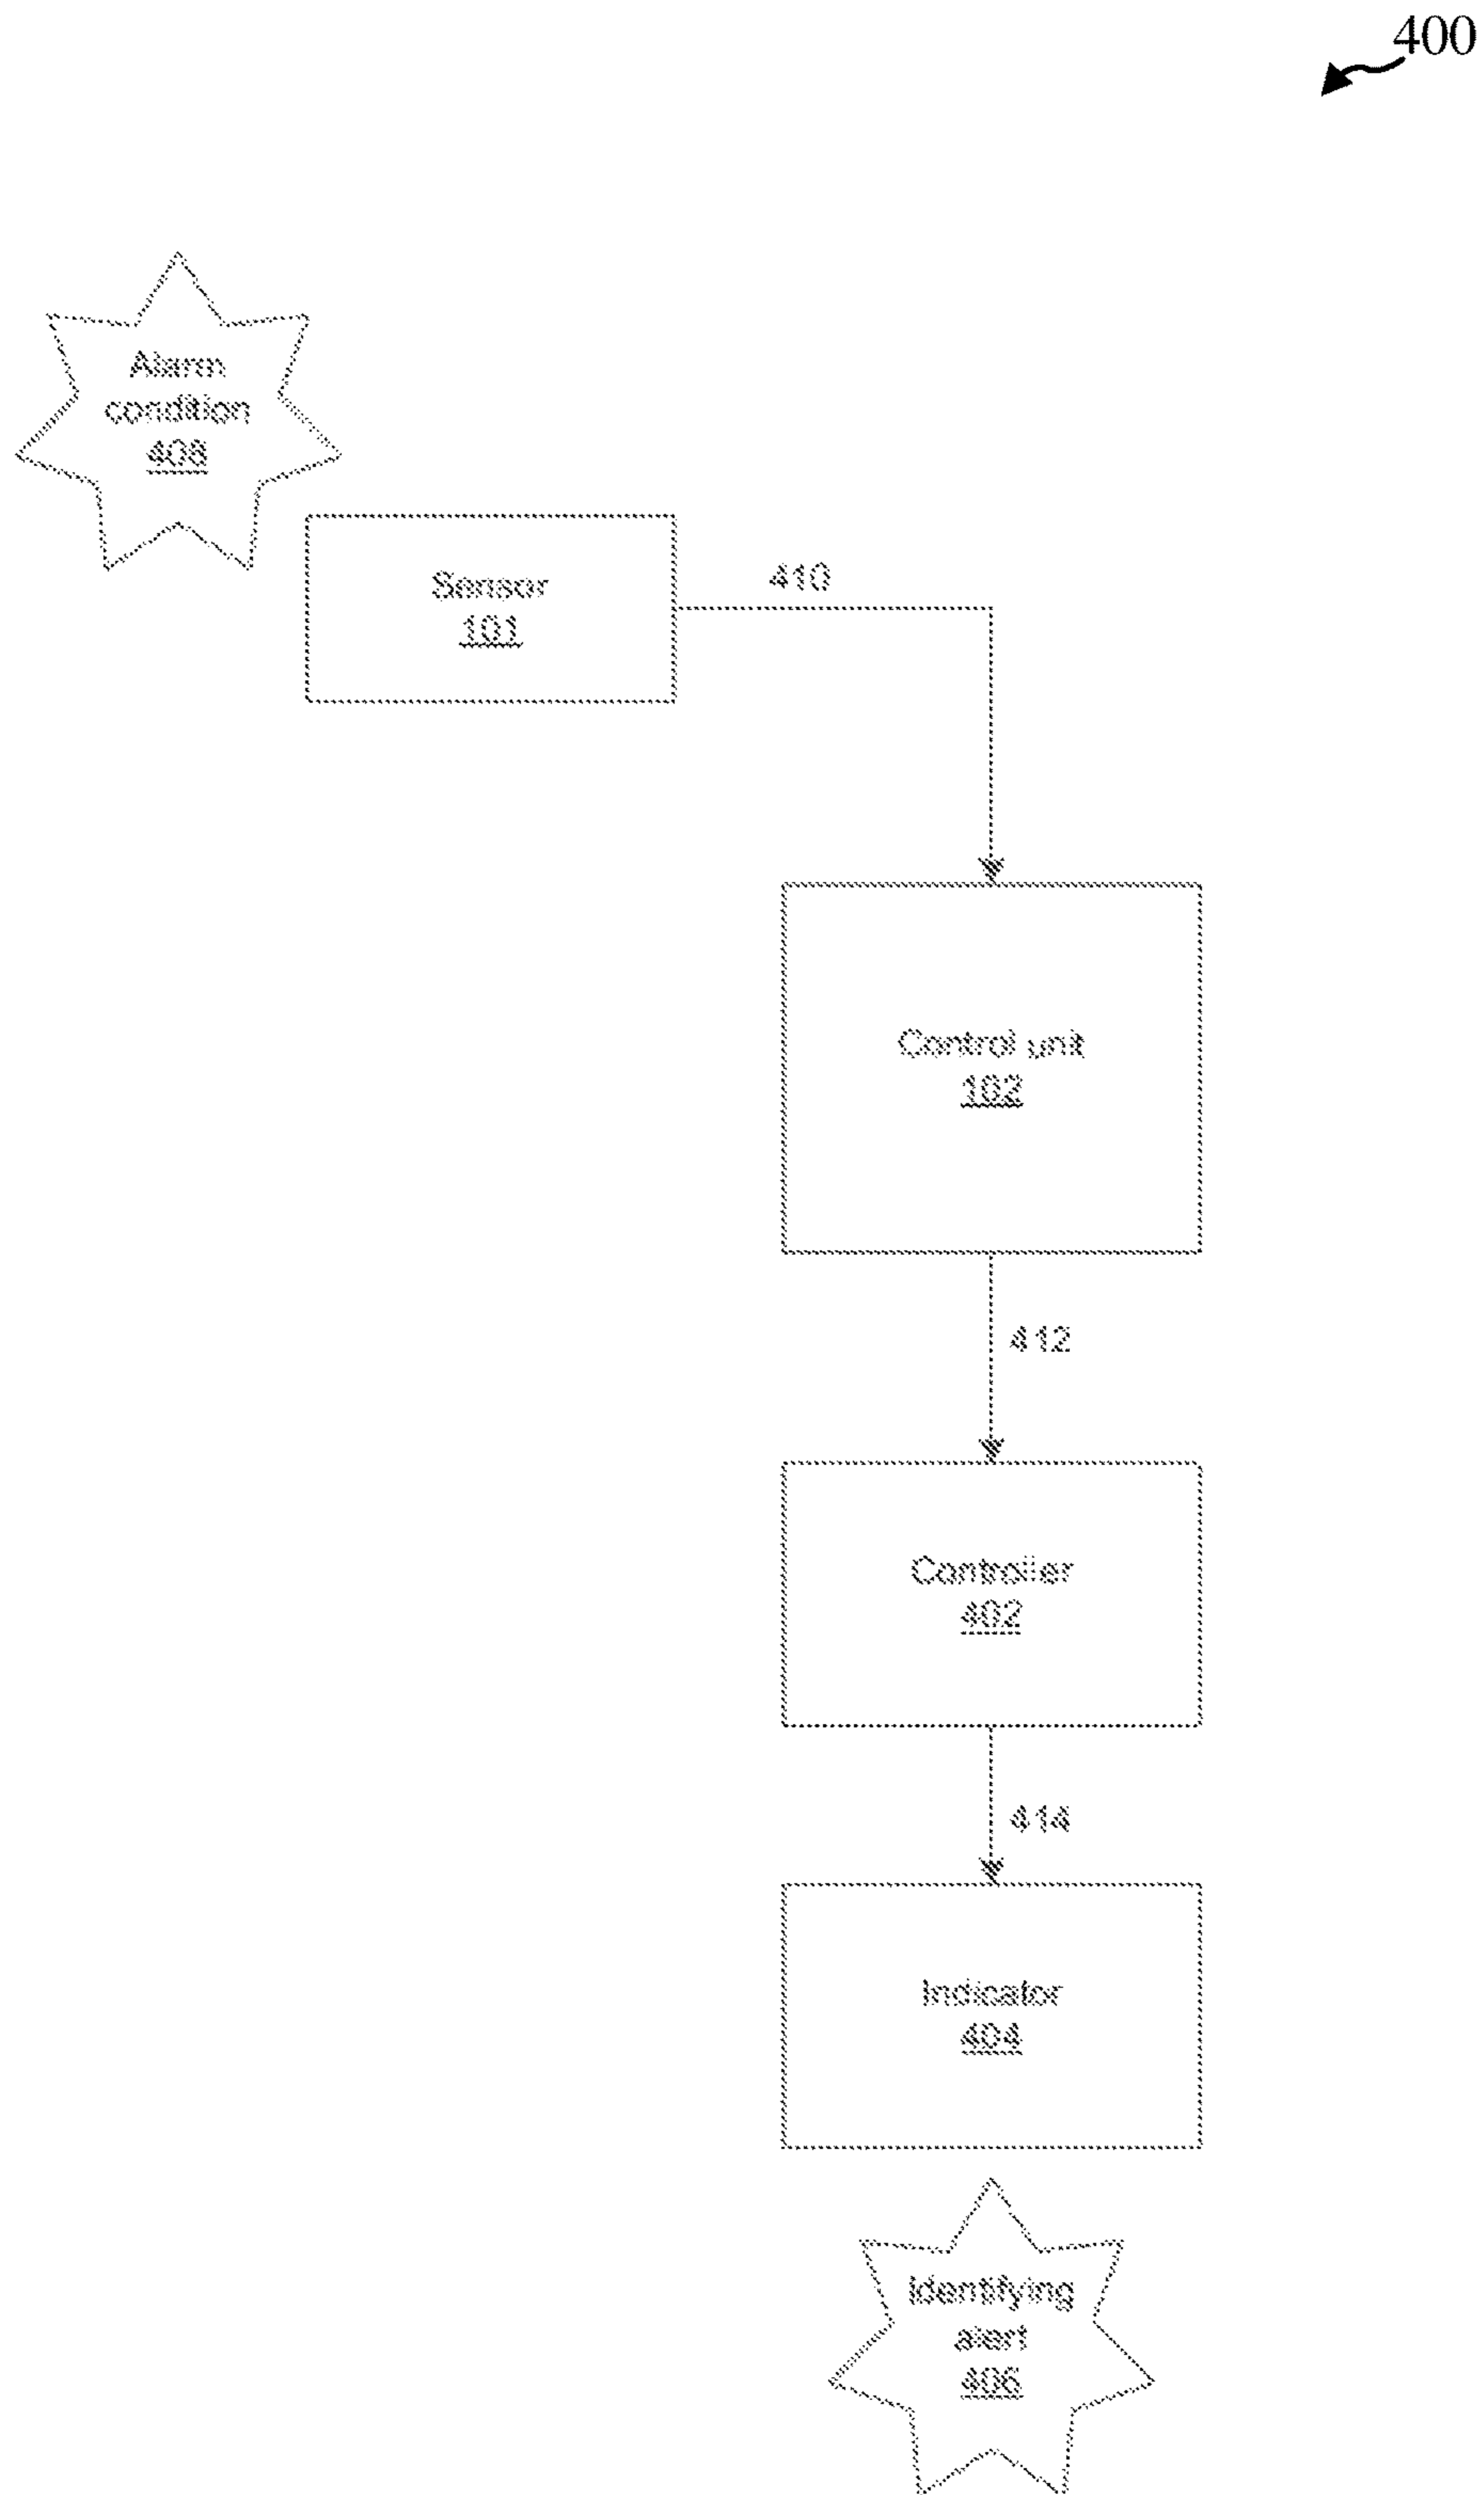 400
Alarm
condition
408
Sensor
101
410
Control unit
102
412
Controller
402
414
Indicator
404
Identifying
alert
406